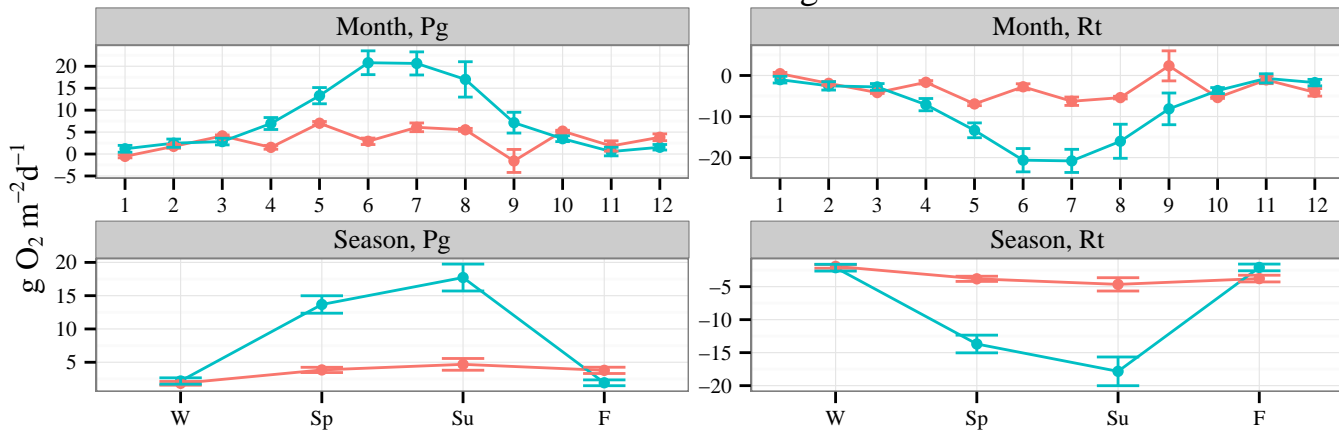 g
Month, Pg
Month, Rt
20
15
10
5
0
−5
0
−10
−20
1 2 3 4 5 6 7 8 9 10 11 12
1 2 3 4 5 6 7 8 9 10 11 12
g O₂ m⁻²d⁻¹
Season, Pg
Season, Rt
20
15
10
5
−5
−10
−15
−20
W Sp Su F
W Sp Su F